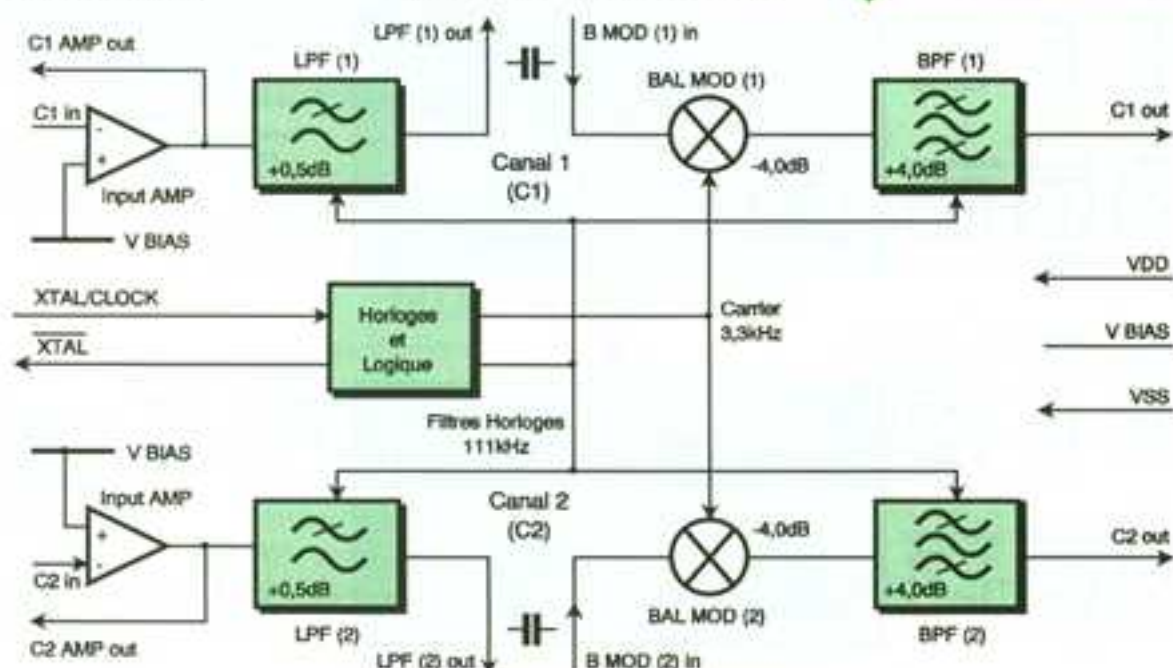 C1 AMP out
LPF (1) out
B MOD (1) in
LPF (1)
BAL MOD (1)
BPF (1)
C1 in
-
+
+0,5dB
-4,0dB
+4,0dB
C1 out
Input AMP
Canal 1
(C1)
V BIAS
XTAL/CLOCK
XTAL
Horloges
et
Logique
Carrier
3,3kHz
VDD
V BIAS
VSS
Filtres Horloges
111kHz
V BIAS
Input AMP
Canal 2
(C2)
+
-
C2 in
+0,5dB
-4,0dB
+4,0dB
C2 out
C2 AMP out
LPF (2)
BAL MOD (2)
BPF (2)
LPF (2) out
B MOD (2) in